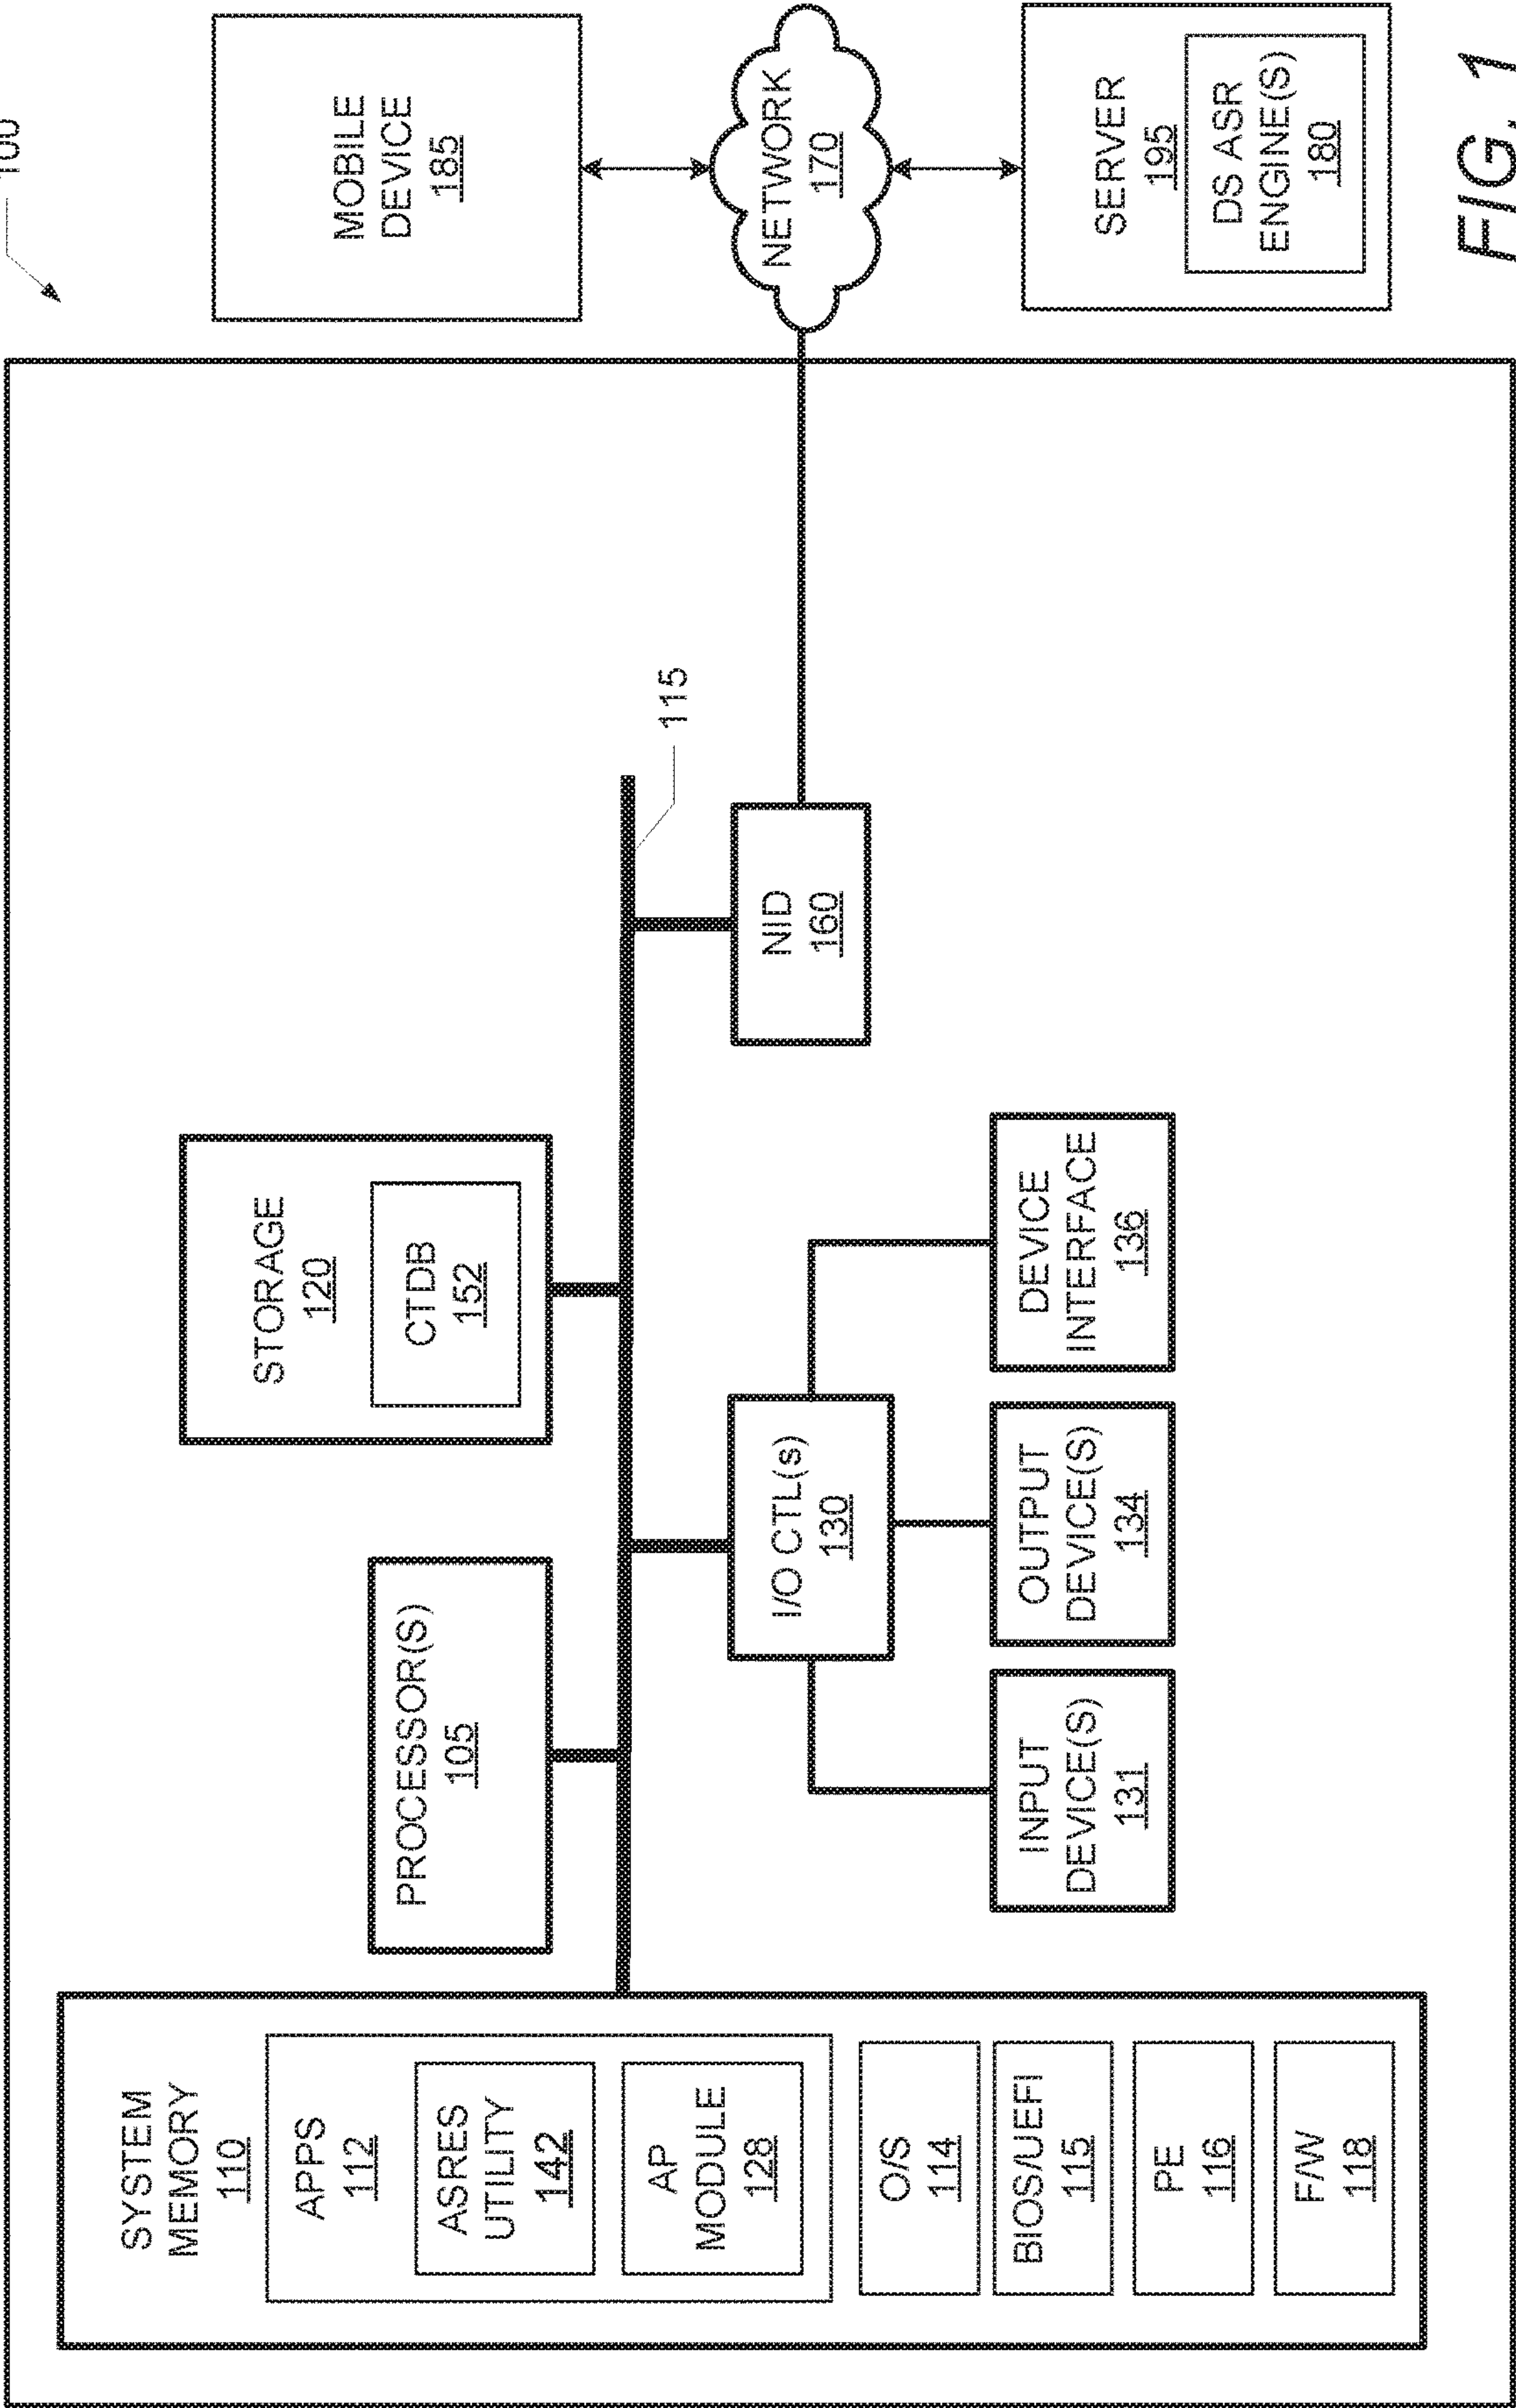 100
SYSTEM
MEMORY
110
APPS
112
ASRES
UTILITY
142
AP
MODULE
128
O/S
114
BIOS/UEFI
115
PE
116
F/W
118
PROCESSOR(S)
105
STORAGE
120
CTDB
152
115
I/O CTL(s)
130
INPUT
DEVICE(S)
131
OUTPUT
DEVICE(S)
134
DEVICE
INTERFACE
136
NID
160
MOBILE
DEVICE
185
NETWORK
170
SERVER
195
DS ASR
ENGINE(S)
180
FIG. 1